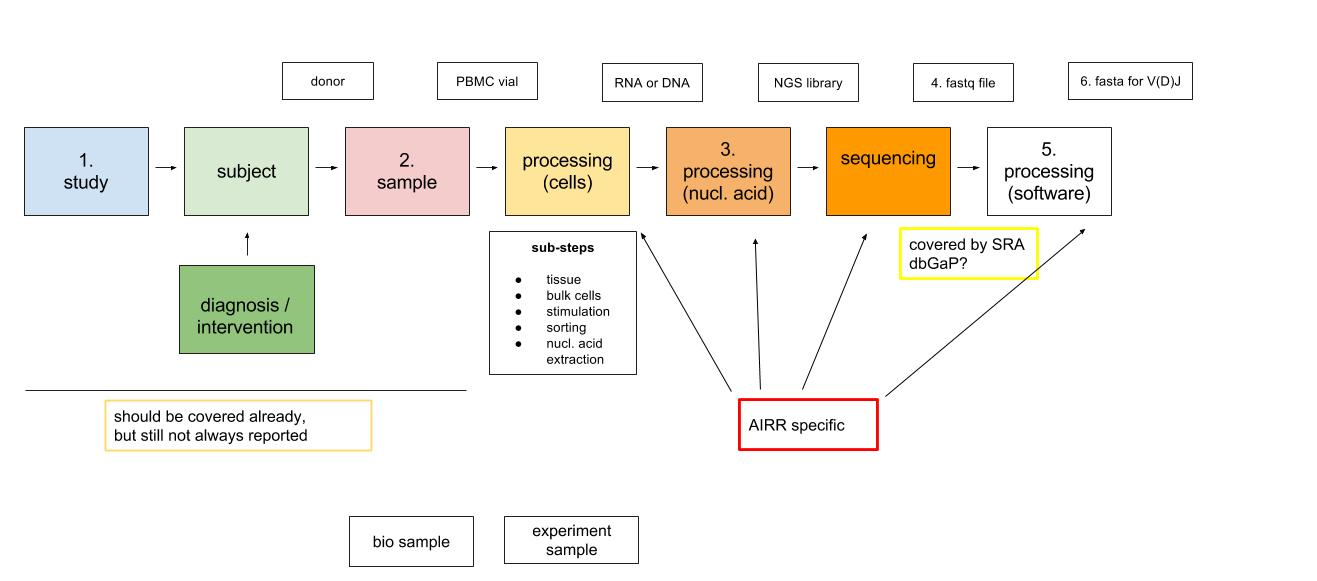 donor
PBMC vial
RNA or DNA
NGS library
4. fastq file
6. fasta for V(D)J
1.
study
subject
2.
sample
processing
(cells)
3.
processing
(nucl. acid)
sequencing
5.
processing
(software)
diagnosis /
intervention
sub-steps
● tissue
● bulk cells
● stimulation
● sorting
● nucl. acid
extraction
covered by SRA
dbGaP?
should be covered already,
but still not always reported
AIRR specific
bio sample
experiment
sample